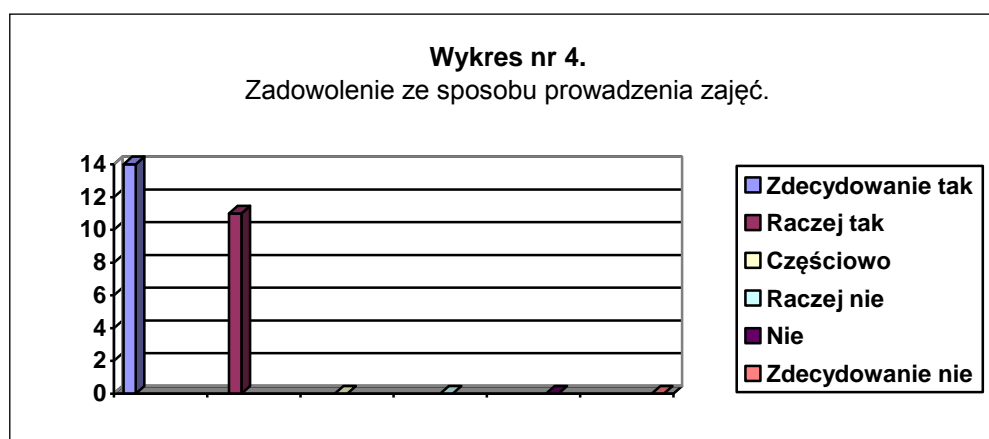 Wykres nr 4.
Zadowolenie ze sposobu prowadzenia zajęć.
14
12
10
8
6
4
2
0
Zdecydowanie tak
Raczej tak
Częściowo
Raczej nie
Nie
Zdecydowanie nie